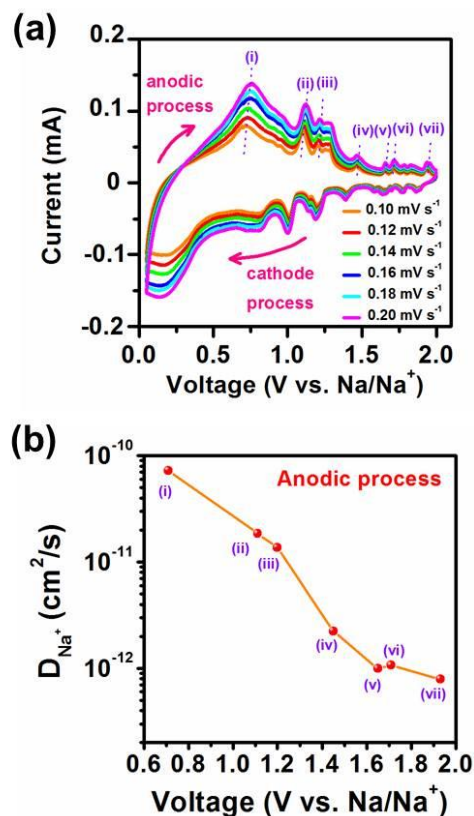 (a)
0.2
0.1
0
-0.1
-0.2
Current (mA)
anodic
process
(i)
(ii)
(iii)
(iv)
(v)
(vi)
(vii)
0.10 mV s⁻¹
0.12 mV s⁻¹
0.14 mV s⁻¹
0.16 mV s⁻¹
0.18 mV s⁻¹
0.20 mV s⁻¹
cathode
process
0.0 0.5 1.0 1.5 2.0
Voltage (V vs. Na/Na⁺)
(b)
Anodic process
10⁻¹⁰
10⁻¹¹
10⁻¹²
D_Na⁺ (cm²/s)
(i)
(ii)
(iii)
(iv)
(v)
(vi)
(vii)
0.6 0.8 1.0 1.2 1.4 1.6 1.8 2.0
Voltage (V vs. Na/Na⁺)